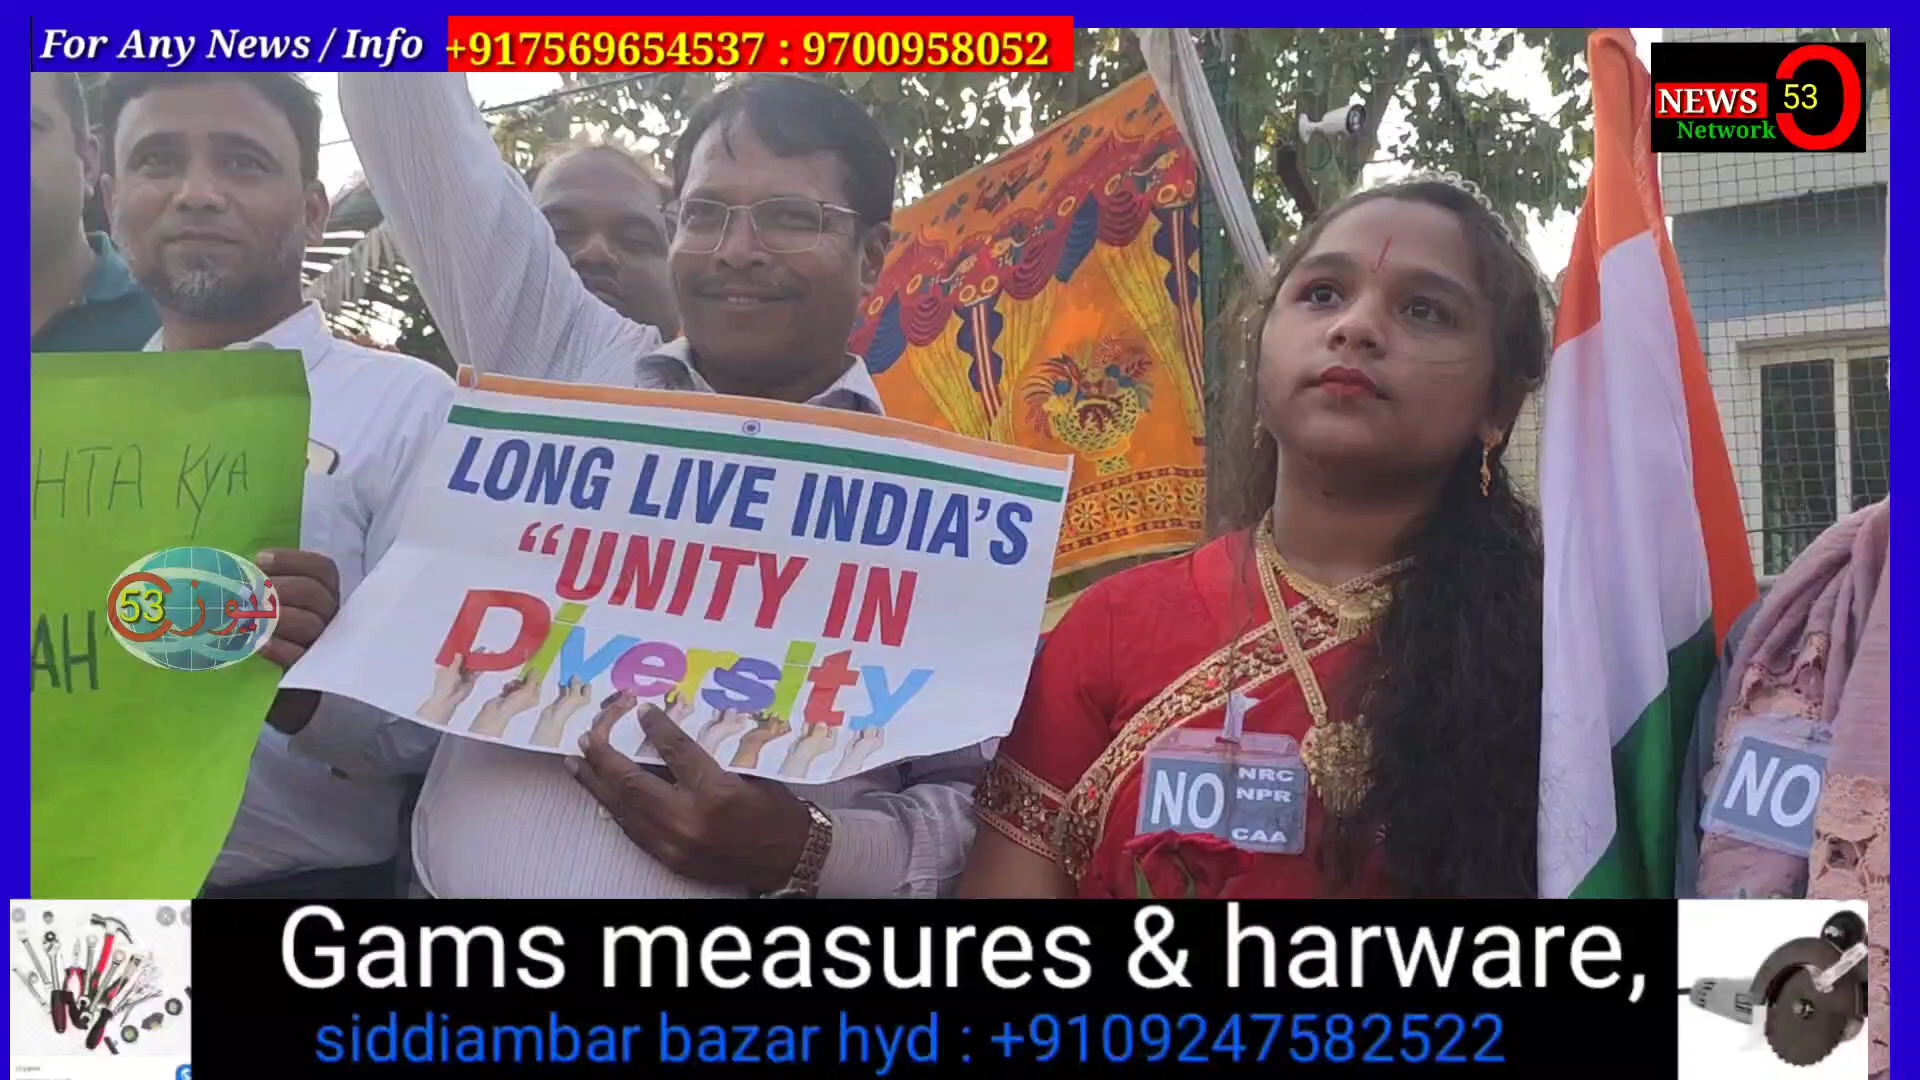 For Any News / Info +917569654537 : 9700958052
NEWS 53
Network
HTA KYA
AH"
53 نیوز
LONG LIVE INDIA'S
“UNITY IN
Diversity
NO NRC
NPR
CAA
NO
Gams measures & harware,
siddiambar bazar hyd : +9109247582522